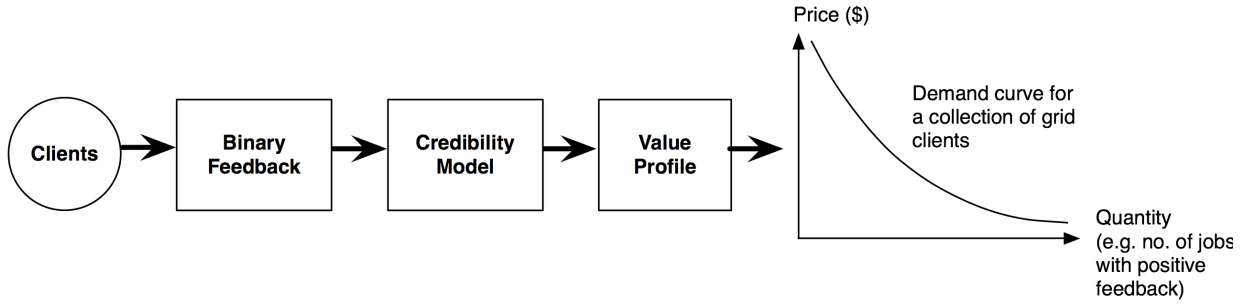 Price ($)
Clients
Binary
Feedback
Credibility
Model
Value
Profile
Demand curve for
a collection of grid
clients
Quantity
(e.g. no. of jobs
with positive
feedback)